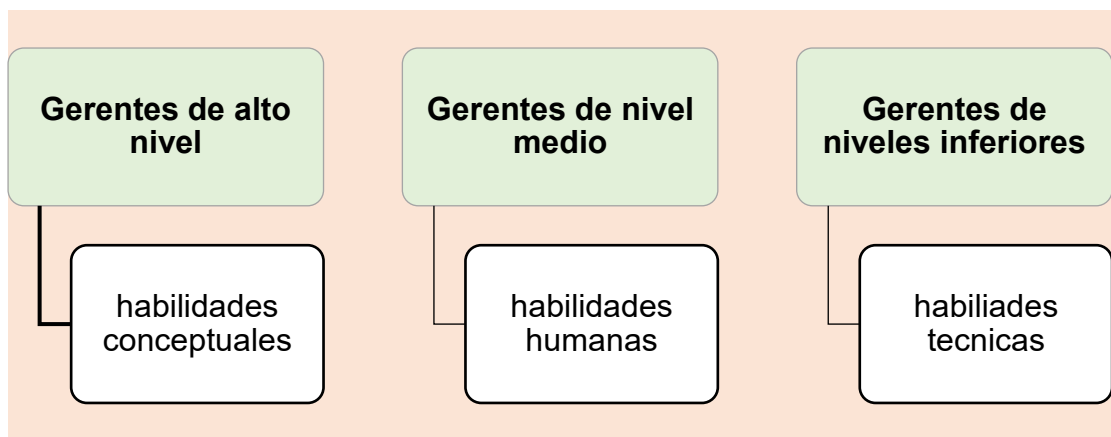 Gerentes de alto
nivel
habilidades
conceptuales
Gerentes de nivel
medio
habilidades
humanas
Gerentes de
niveles inferiores
habiliades
tecnicas